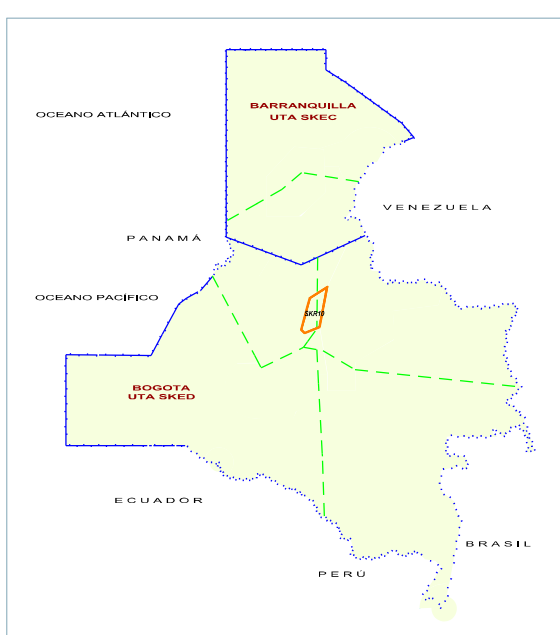 BARRANQUILLA
UTA SKEC
OCEANO ATLÁNTICO
VENEZUELA
PANAMÁ
OCEANO PACÍFICO
SKR10
BOGOTA
UTA SKED
ECUADOR
BRASIL
PERÚ